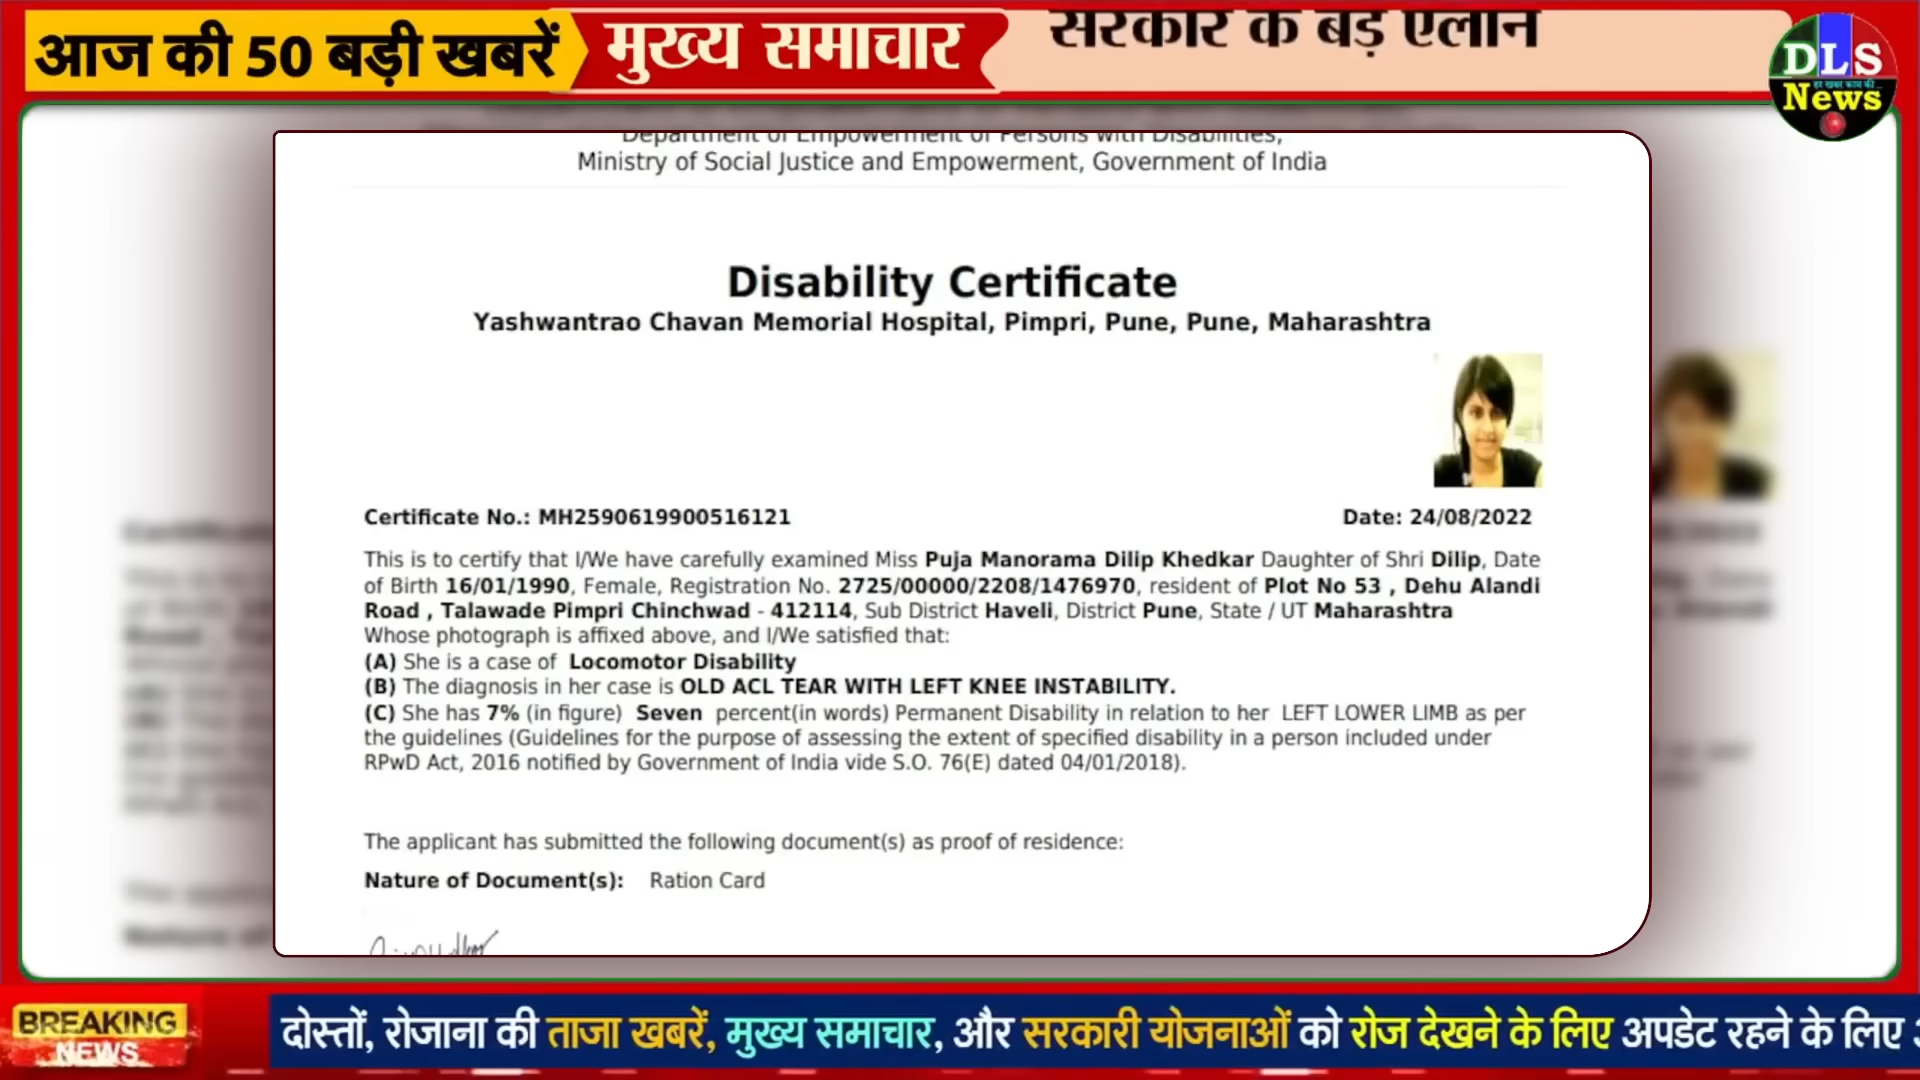 आज की 50 बड़ी खबरें
मुख्य समाचार
सरकार के बड़े एलान
DLS
News
Department of Empowerment of Persons with Disabilities,
Ministry of Social Justice and Empowerment, Government of India
Disability Certificate
Yashwantrao Chavan Memorial Hospital, Pimpri, Pune, Pune, Maharashtra
Certificate No.: MH2590619900516121 Date: 24/08/2022
This is to certify that I/We have carefully examined Miss Puja Manorama Dilip Khedkar Daughter of Shri Dilip, Date
of Birth 16/01/1990, Female, Registration No. 2725/00000/2208/1476970, resident of Plot No 53 , Dehu Alandi
Road , Talawade Pimpri Chinchwad - 412114, Sub District Haveli, District Pune, State / UT Maharashtra
Whose photograph is affixed above, and I/We satisfied that:
(A) She is a case of Locomotor Disability
(B) The diagnosis in her case is OLD ACL TEAR WITH LEFT KNEE INSTABILITY.
(C) She has 7% (in figure) Seven percent(in words) Permanent Disability in relation to her LEFT LOWER LIMB as per
the guidelines (Guidelines for the purpose of assessing the extent of specified disability in a person included under
RPwD Act, 2016 notified by Government of India vide S.O. 76(E) dated 04/01/2018).
The applicant has submitted the following document(s) as proof of residence:
Nature of Document(s): Ration Card
BREAKING
NEWS
दोस्तों, रोजाना की ताजा खबरें, मुख्य समाचार, और सरकारी योजनाओं को रोज देखने के लिए अपडेट रहने के लिए